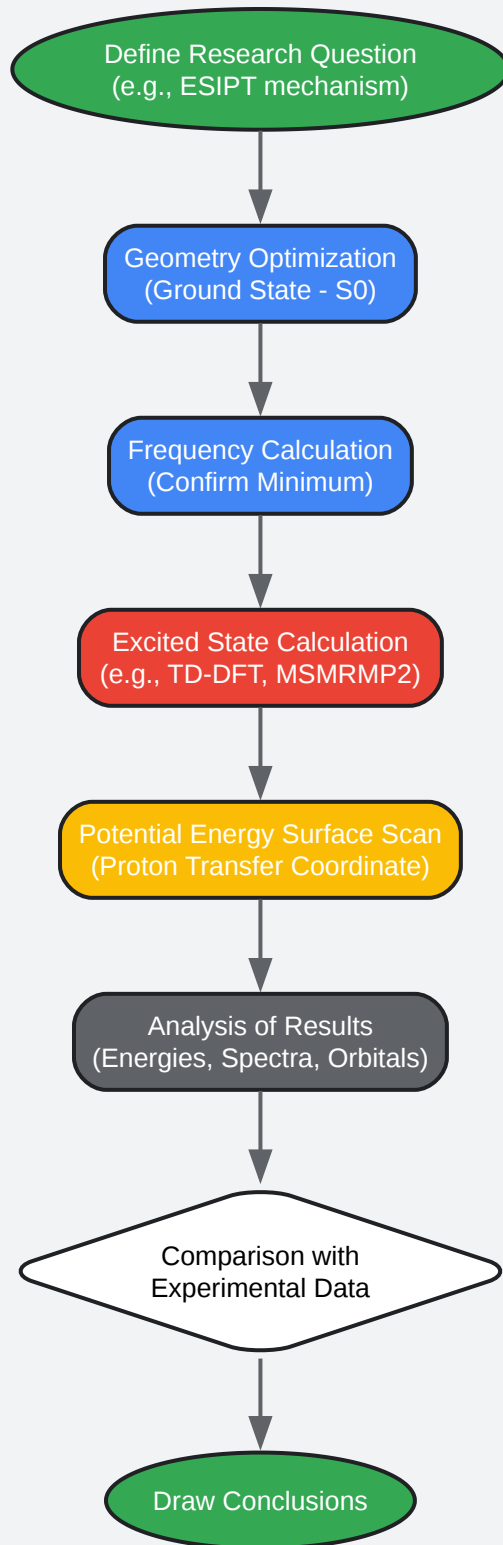 Define Research Question
(e.g., ESIPT mechanism)
Geometry Optimization
(Ground State - S0)
Frequency Calculation
(Confirm Minimum)
Excited State Calculation
(e.g., TD-DFT, MSMRMP2)
Potential Energy Surface Scan
(Proton Transfer Coordinate)
Analysis of Results
(Energies, Spectra, Orbitals)
Comparison with
Experimental Data
Draw Conclusions